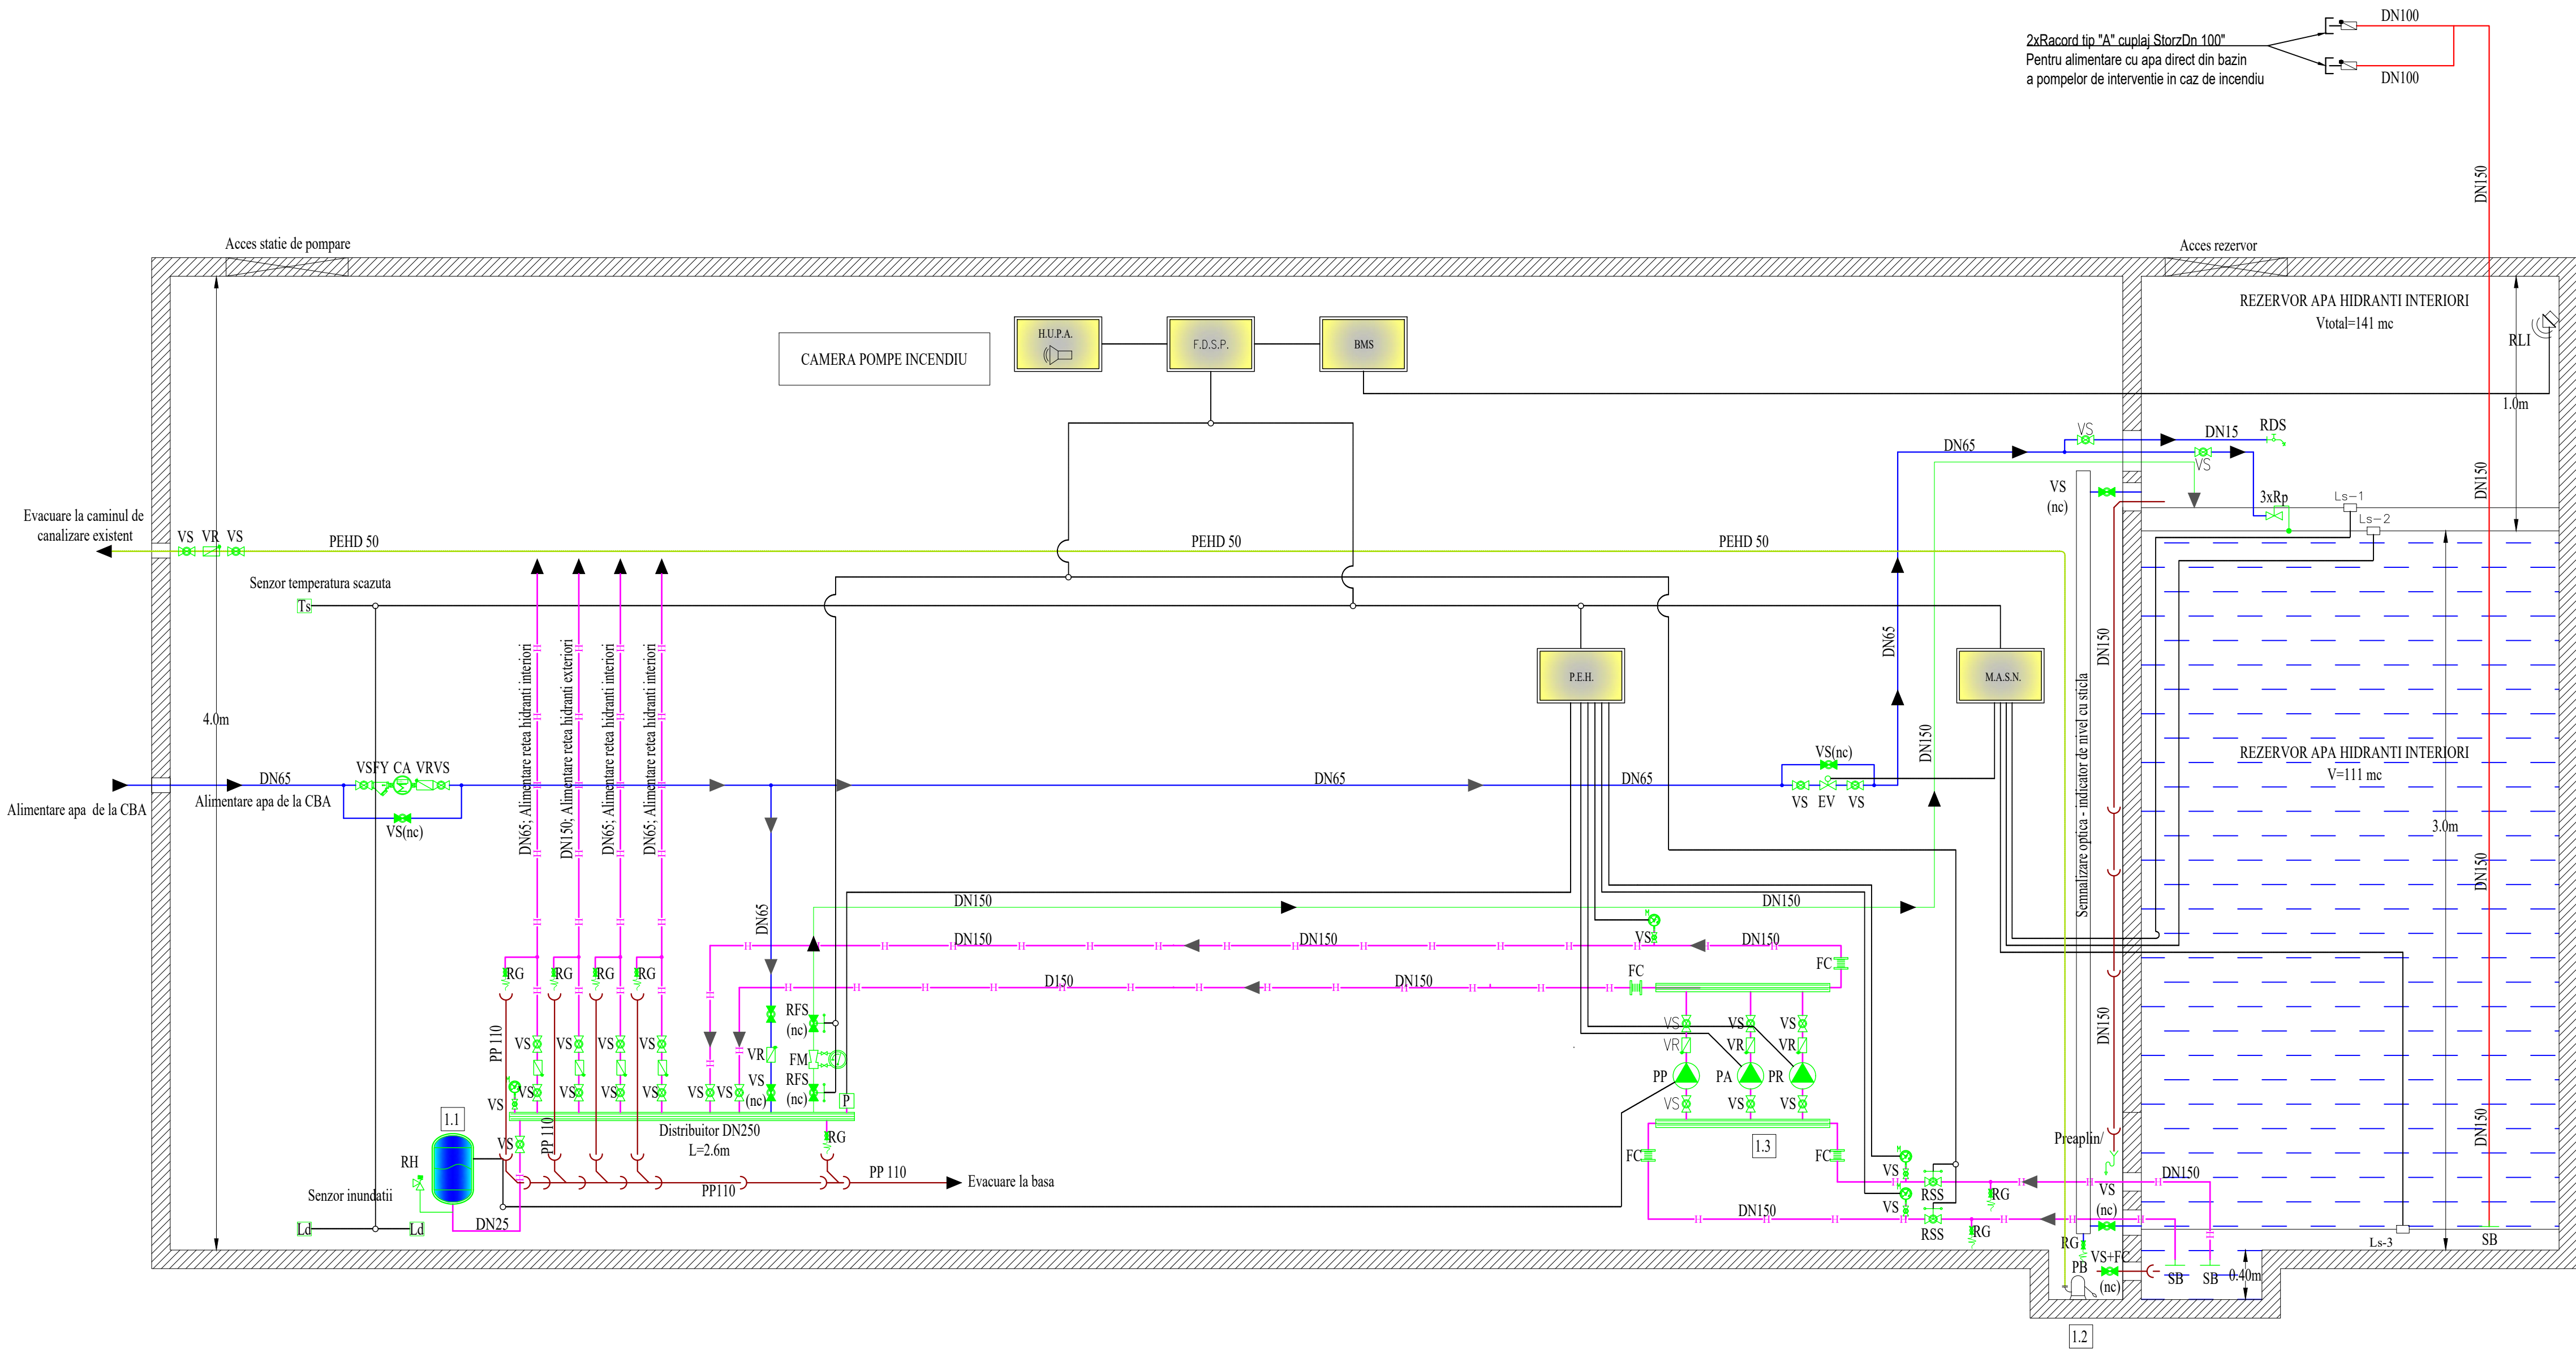 DN100
2xRacord tip "A" cuplaj StorzDn 100"
Pentru alimentare cu apa direct din bazin
a pompelor de interventie in caz de incendiu
DN100
DN150
Acces statie de pompare
Acces rezervor
REZERVOR APA HIDRANTI INTERIORI
Vtotal=141 mc
RLI
H.U.P.A.
F.D.S.P.
BMS
CAMERA POMPE INCENDIU
1.0m
DN15
RDS
VS
DN65
VS
DN150
VS
(nc)
3xRp
Ls-1
Ls-2
Evacuare la caminul de
canalizare existent
VS
VR
VS
PEHD 50
PEHD 50
PEHD 50
Senzor temperatura scazuta
Ts
DN65; Alimentare retea hidranti interiori
DN150; Alimentare retea hidranti exteriori
DN65; Alimentare retea hidranti interiori
DN65; Alimentare retea hidranti interiori
P.E.H.
M.A.S.N.
DN65
DN150
DN150
Semnalizare optica - indicator de nivel cu sticla
4.0m
REZERVOR APA HIDRANTI INTERIORI
V=111 mc
3.0m
Alimentare apa de la CBA
DN65
Alimentare apa de la CBA
VSFY CA VRVS
VS(nc)
DN65
DN65
VS(nc)
VS
EV
VS
DN65
DN150
DN150
DN150
M
VS
DN150
DN150
DN150
FC
RG
RG
RG
RG
D150
DN150
FC
PP 110
RFS
(nc)
VS
VS
VS
VS
VR
FM
VS
(nc)
RFS
(nc)
P
M
VS
VS
VS
VS
VS
VS
VS
VS
VS
VR
VR
VR
PP
PA
PR
VS
VS
VS
DN150
DN150
1.1
Distribuitor DN250
L=2.6m
VS
PP 110
RG
RH
PP110
PP 110
Evacuare la basa
1.3
FC
FC
M
VS
RSS
M
VS
RSS
RG
RG
DN150
Preaplin/
DN150
DN150
VS
(nc)
Senzor inundatii
Ld
Ld
DN25
RG
PB
VS+FC
(nc)
SB
SB
0.40m
Ls-3
SB
1.2